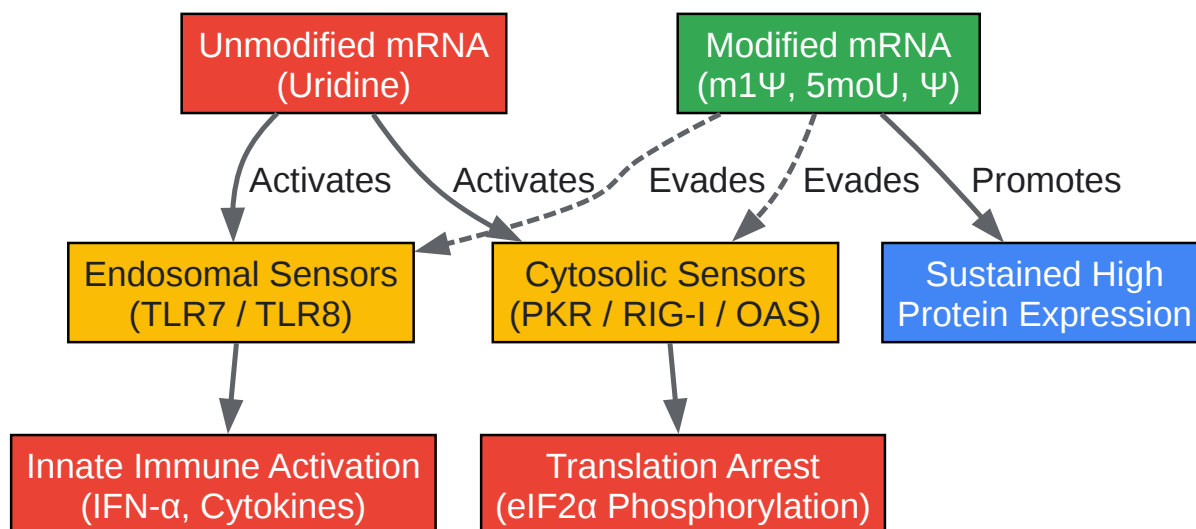 Unmodified mRNA
(Uridine)
Modified mRNA
(m1Ψ, 5moU, Ψ)
Activates
Activates
Evades
Evades
Promotes
Endosomal Sensors
(TLR7 / TLR8)
Cytosolic Sensors
(PKR / RIG-I / OAS)
Sustained High
Protein Expression
Innate Immune Activation
(IFN-α, Cytokines)
Translation Arrest
(eIF2α Phosphorylation)